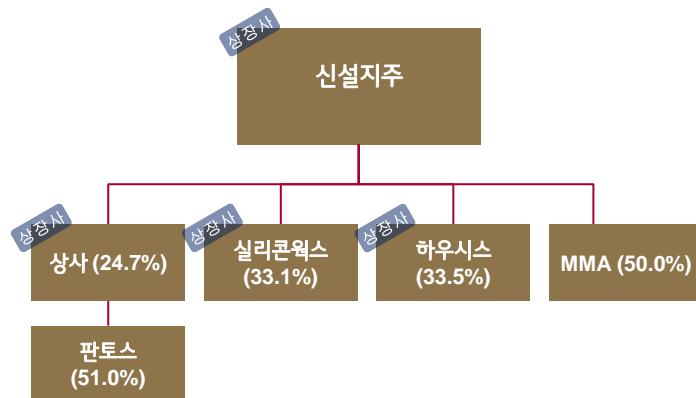 상장사
신설지주
상장사
상사 (24.7%)
상장사
실리콘웍스
(33.1%)
상장사
하우시스
(33.5%)
MMA (50.0%)
판토스
(51.0%)